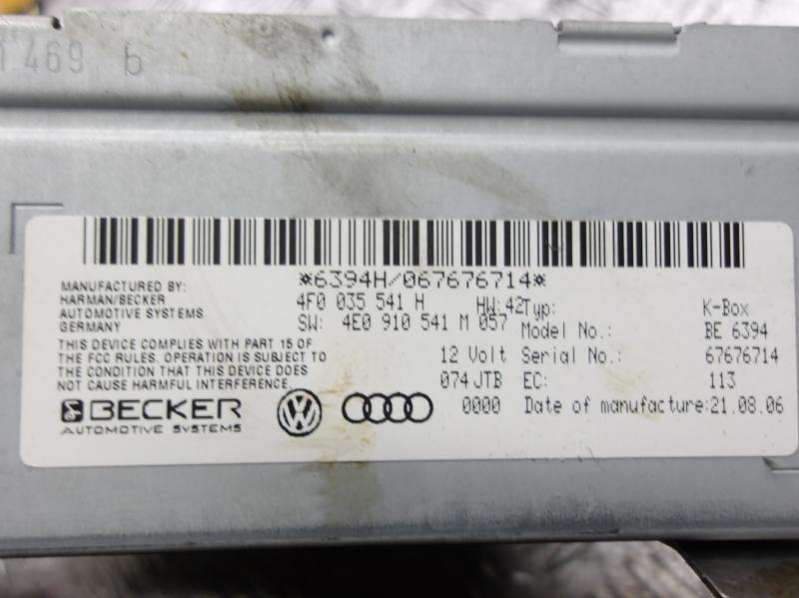 1469 b
*6394H/067676714*
MANUFACTURED BY:
HARMAN/BECKER
AUTOMOTIVE SYSTEMS
GERMANY
4F0 035 541 H HW:42
SW: 4E0 910 541 M 057
Typ: K-Box
Model No.: BE 6394
THIS DEVICE COMPLIES WITH PART 15 OF
THE FCC RULES. OPERATION IS SUBJECT TO
THE CONDITION THAT THIS DEVICE DOES
NOT CAUSE HARMFUL INTERFERENCE.
12 Volt Serial No.: 67676714
074 JTB EC: 113
0000 Date of manufacture:21.08.06
BECKER
AUTOMOTIVE SYSTEMS